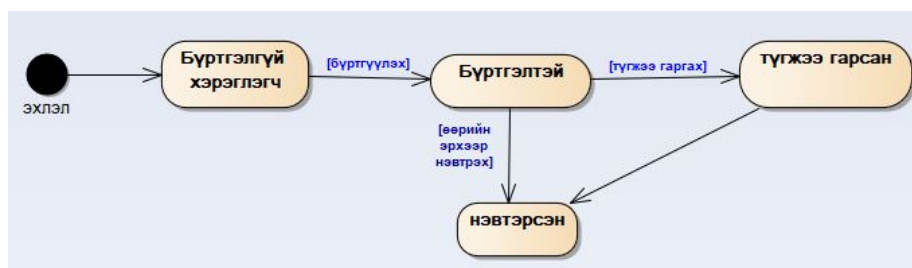 эхлэл
Бүртгэлгүй
хэрэглэгч
[бүртгүүлэх]
Бүртгэлтэй
[түгжээ гаргах]
түгжээ гарсан
[өөрийн
эрхээр
нэвтрэх]
нэвтэрсэн